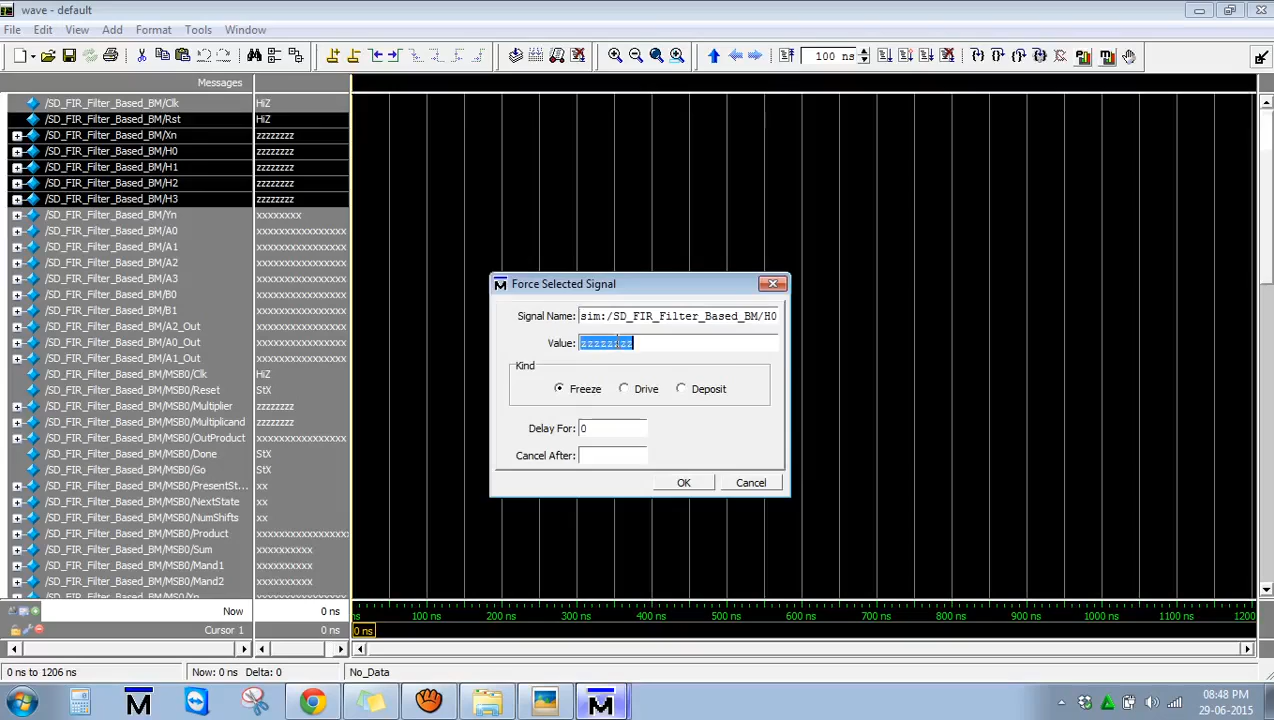 wave - default
File Edit View Add Format Tools Window
100 ns
Messages
/SD_FIR_Filter_Based_BM/Clk HiZ
/SD_FIR_Filter_Based_BM/Rst HiZ
/SD_FIR_Filter_Based_BM/Xn zzzzzzzz
/SD_FIR_Filter_Based_BM/H0 zzzzzzzz
/SD_FIR_Filter_Based_BM/H1 zzzzzzzz
/SD_FIR_Filter_Based_BM/H2 zzzzzzzz
/SD_FIR_Filter_Based_BM/H3 zzzzzzzz
/SD_FIR_Filter_Based_BM/Yn xxxxxxxx
/SD_FIR_Filter_Based_BM/A0 xxxxxxxxxxxxxxxx
/SD_FIR_Filter_Based_BM/A1 xxxxxxxxxxxxxxxx
/SD_FIR_Filter_Based_BM/A2 xxxxxxxxxxxxxxxx
/SD_FIR_Filter_Based_BM/A3 xxxxxxxxxxxxxxxx
/SD_FIR_Filter_Based_BM/B0 xxxxxxxxxxxxxxxx
/SD_FIR_Filter_Based_BM/B1 xxxxxxxxxxxxxxxx
/SD_FIR_Filter_Based_BM/A2_Out xxxxxxxxxxxxxxxx
/SD_FIR_Filter_Based_BM/A0_Out xxxxxxxxxxxxxxxx
/SD_FIR_Filter_Based_BM/A1_Out xxxxxxxxxxxxxxxx
/SD_FIR_Filter_Based_BM/MSB0/Clk HiZ
/SD_FIR_Filter_Based_BM/MSB0/Reset StX
/SD_FIR_Filter_Based_BM/MSB0/Multiplier zzzzzzzz
/SD_FIR_Filter_Based_BM/MSB0/Multiplicand zzzzzzzz
/SD_FIR_Filter_Based_BM/MSB0/OutProduct xxxxxxxxxxxxxxxx
/SD_FIR_Filter_Based_BM/MSB0/Done StX
/SD_FIR_Filter_Based_BM/MSB0/Go StX
/SD_FIR_Filter_Based_BM/MSB0/PresentSt... xx
/SD_FIR_Filter_Based_BM/MSB0/NextState xx
/SD_FIR_Filter_Based_BM/MSB0/NumShifts xx
/SD_FIR_Filter_Based_BM/MSB0/Product xxxxxxxxxxxxxxxx
/SD_FIR_Filter_Based_BM/MSB0/Sum xxxxxxxxxx
/SD_FIR_Filter_Based_BM/MSB0/Mand1 xxxxxxxxxx
/SD_FIR_Filter_Based_BM/MSB0/Mand2 xxxxxxxxxx
Force Selected Signal
Signal Name: sim:/SD_FIR_Filter_Based_BM/H0
Value: zzzzzzzz
Kind
Freeze Drive Deposit
Delay For: 0
Cancel After:
OK Cancel
Now 0 ns
ns 100 ns 200 ns 300 ns 400 ns 500 ns 600 ns 700 ns 800 ns 900 ns 1000 ns 1100 ns 1200
Cursor 1 0 ns
0 ns
0 ns to 1206 ns Now: 0 ns Delta: 0 No_Data
08:48 PM
29-06-2015